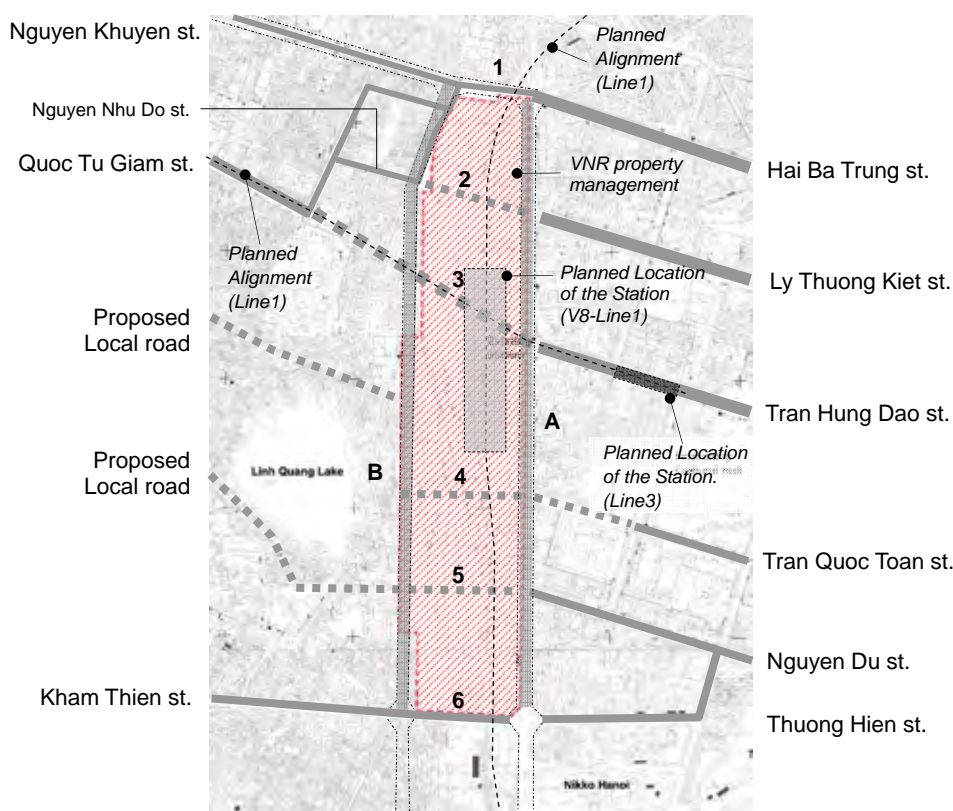 Nguyen Khuyen st.
1
Planned
Alignment
(Line1)
Nguyen Nhu Do st.
Quoc Tu Giam st.
2
VNR property
management
Hai Ba Trung st.
Planned
Alignment
(Line1)
3
Planned Location
of the Station
(V8-Line1)
Ly Thuong Kiet st.
Proposed
Local road
A
Tran Hung Dao st.
Proposed
Local road
Linh Quang Lake
B
4
Planned Location
of the Station.
(Line3)
Tran Quoc Toan st.
5
Nguyen Du st.
Kham Thien st.
6
Thuong Hien st.
Nikko Hanoi